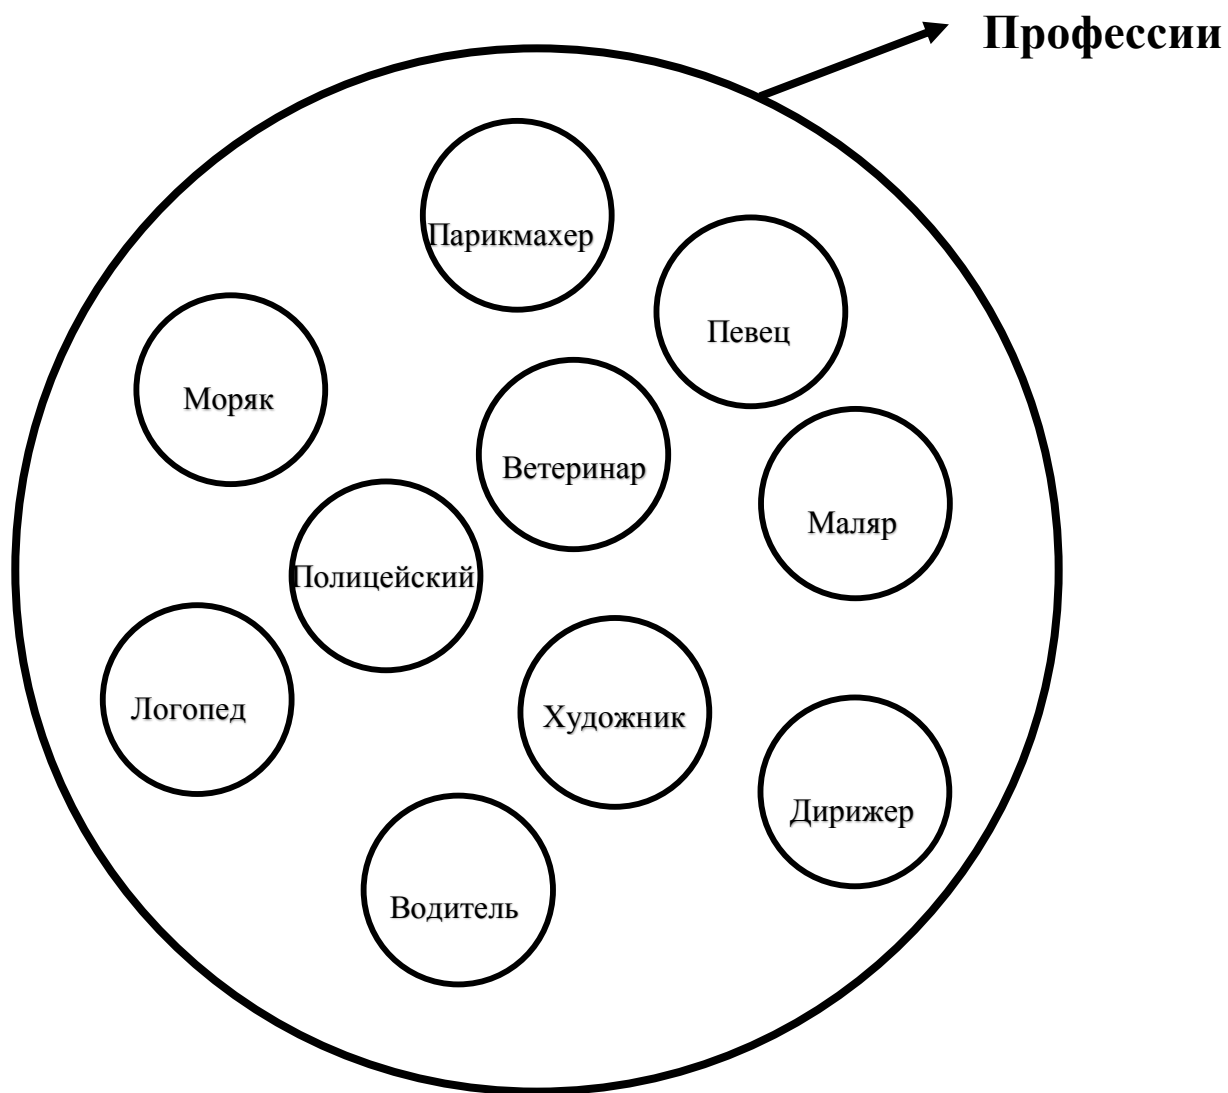 Профессии
Парикмахер
Певец
Моряк
Ветеринар
Маляр
Полицейский
Логопед
Художник
Дирижер
Водитель